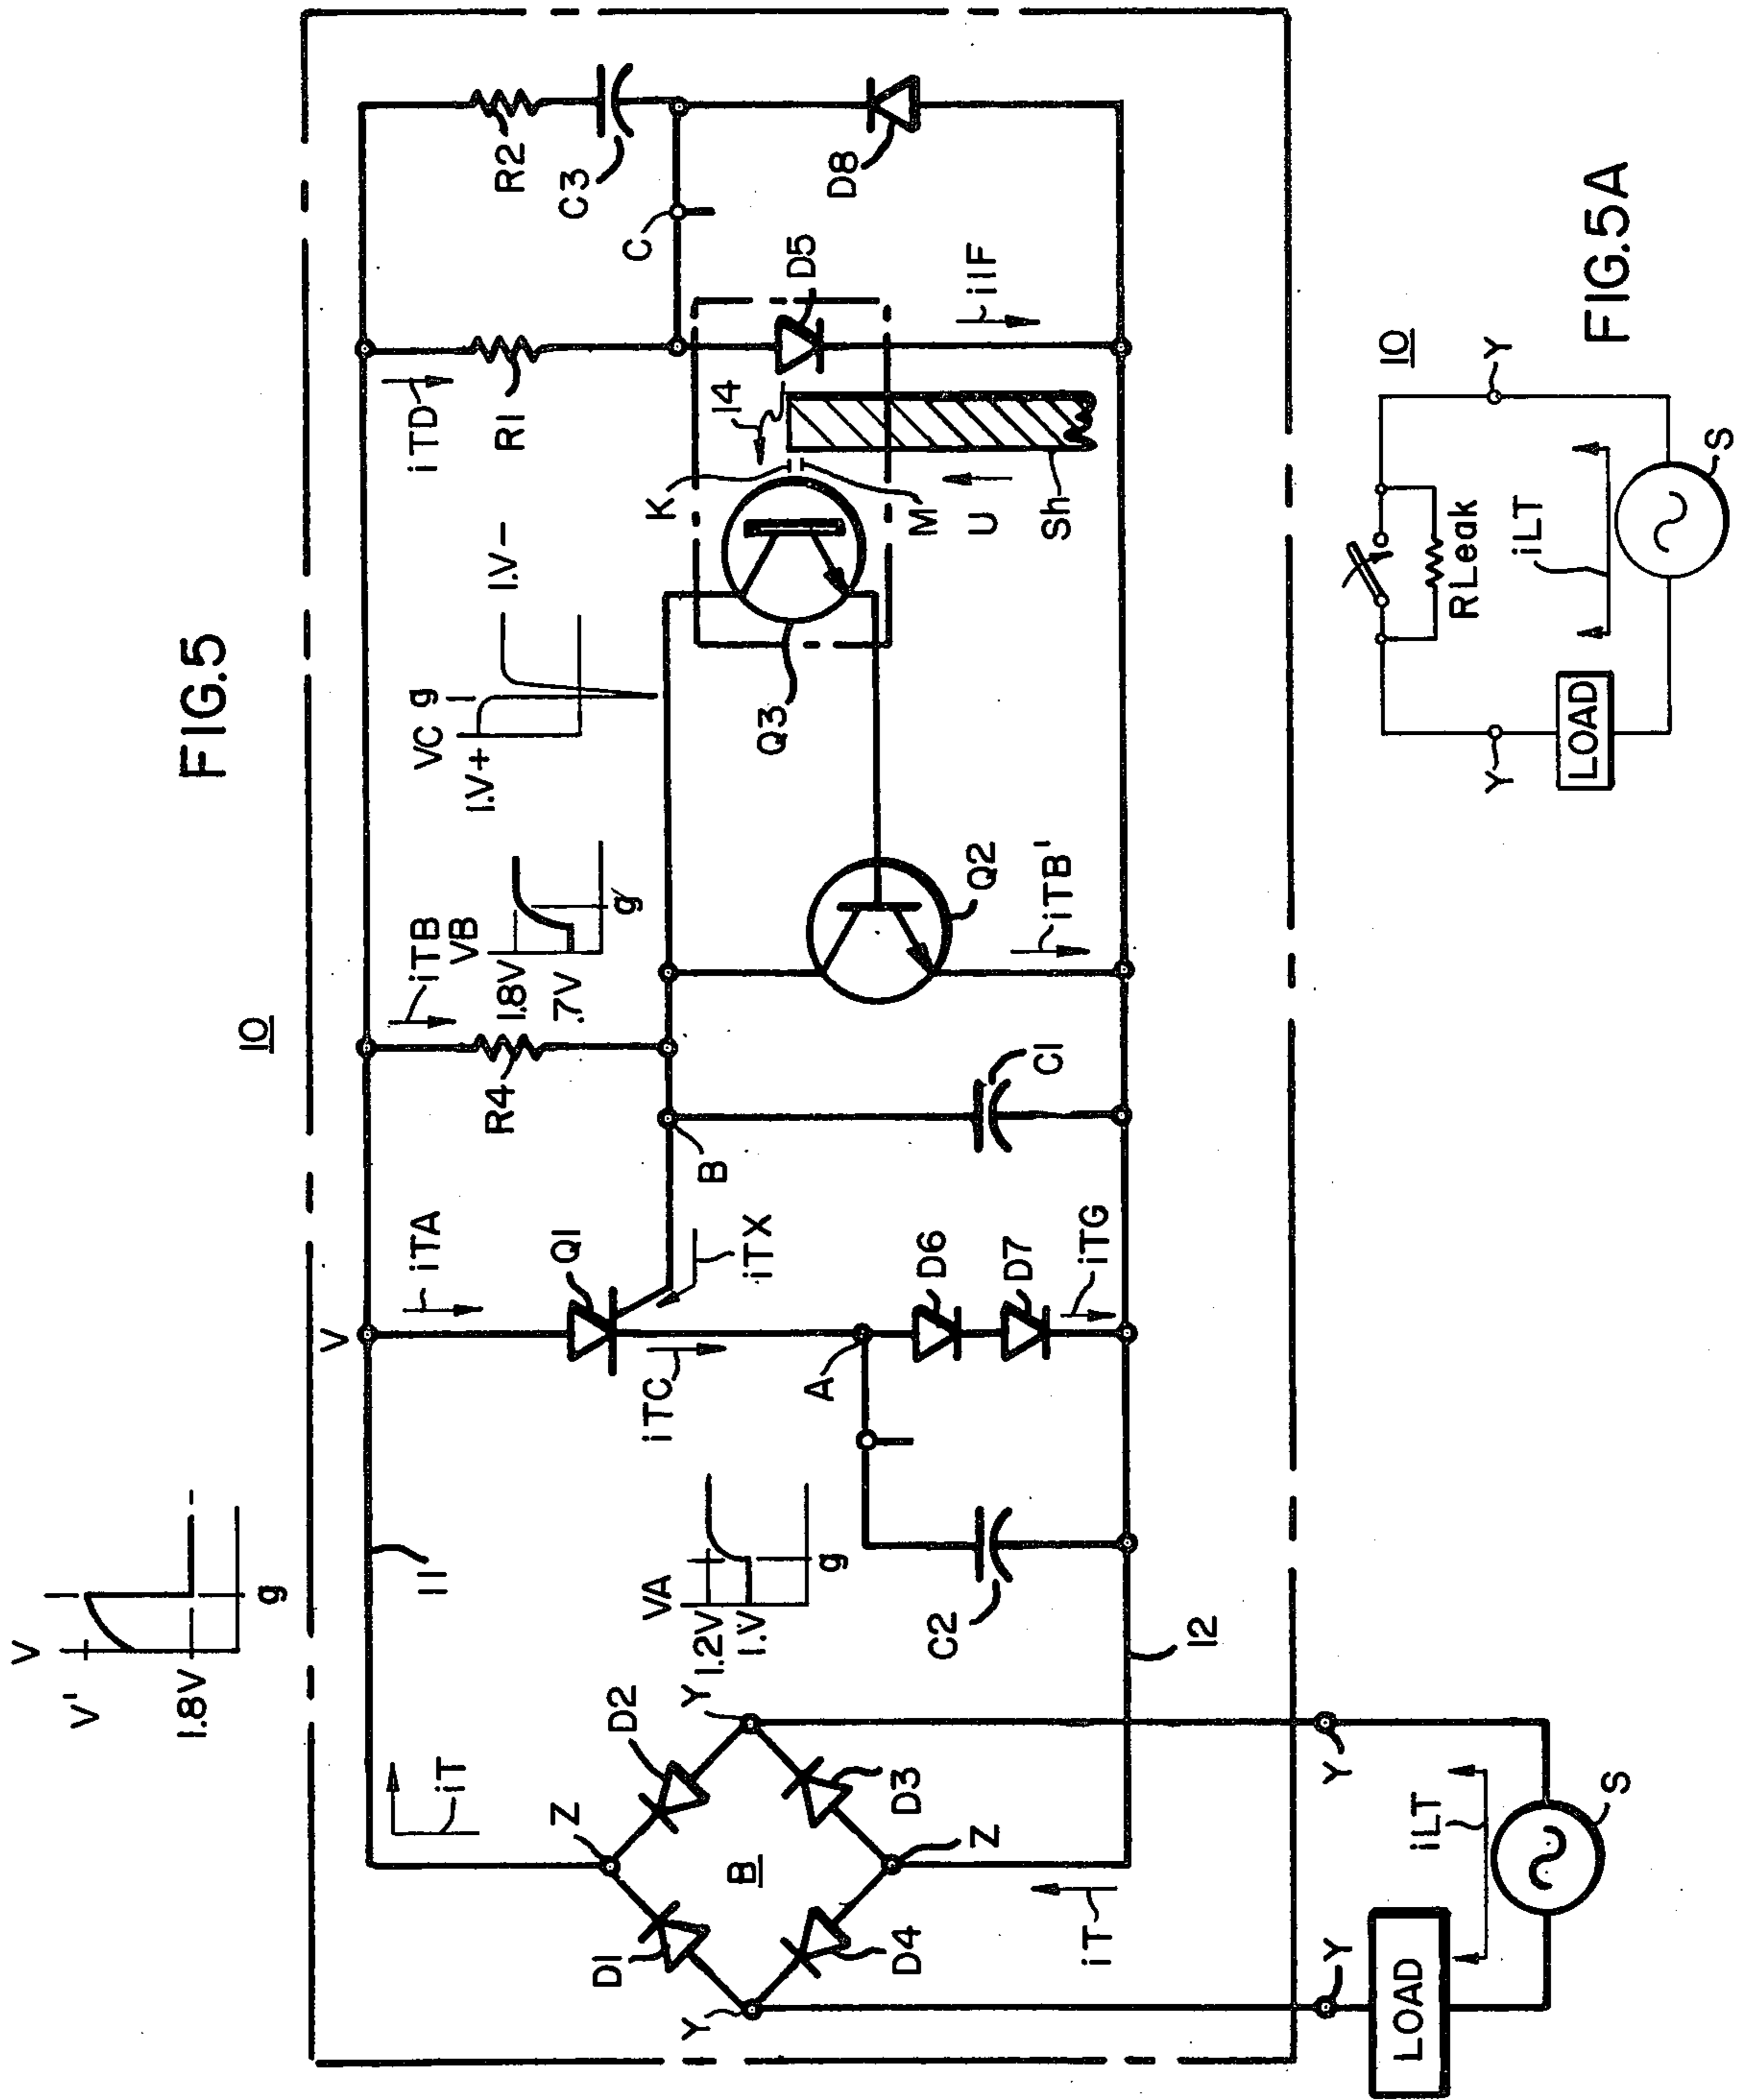 FIG.5
10
V
V'
1.8V
g
11
iT
Z
D1
D2
B
Y
Y
D4
D3
Z
iT
12
VA
1.2V
1.V
g
C2
V
iTA
Q1
iTX
iTC
A
D6
D7
iTG
B
C1
R4
iTB
VB
1.8V
.7V
g
Q2
iTB'
VC
g
1.V+
1.V-
Q3
K
14
M
U
Sh
iTD
R1
D5
iIF
C
R2
C3
D8
Y
Y
LOAD
iLT
S
FIG.5A
10
Y
Y
RLeak
iLT
LOAD
S